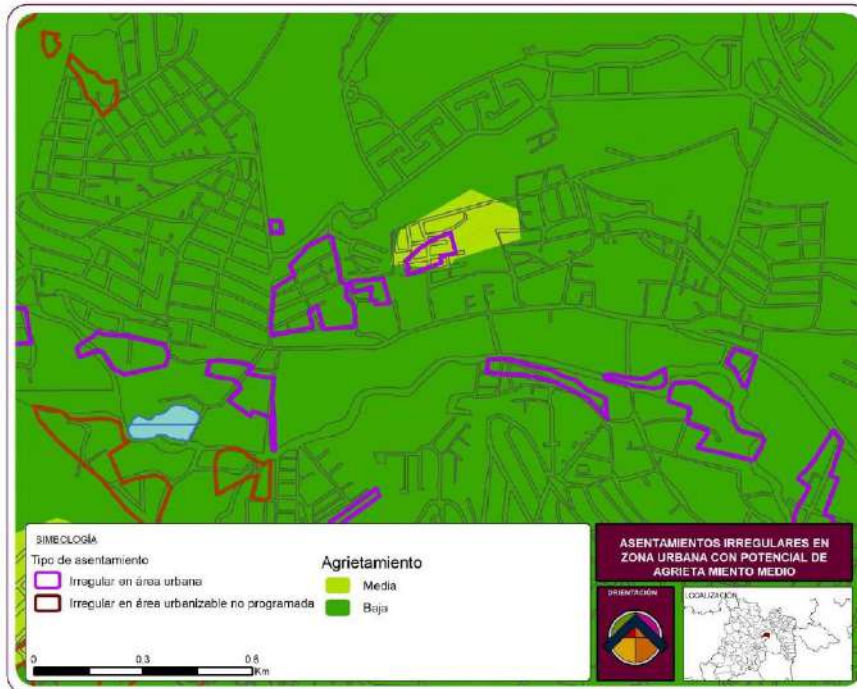 SIMBOLOGÍA
Tipo de asentamiento
Irregular en área urbana
Irregular en área urbanizable no programada
Agrietamiento
Media
Baja
0 0.3 0.6
Km
ASENTAMIENTOS IRREGULARES EN
ZONA URBANA CON POTENCIAL DE
AGRIETA MIENTO MEDIO
ORIENTACIÓN
LOCALIZACIÓN